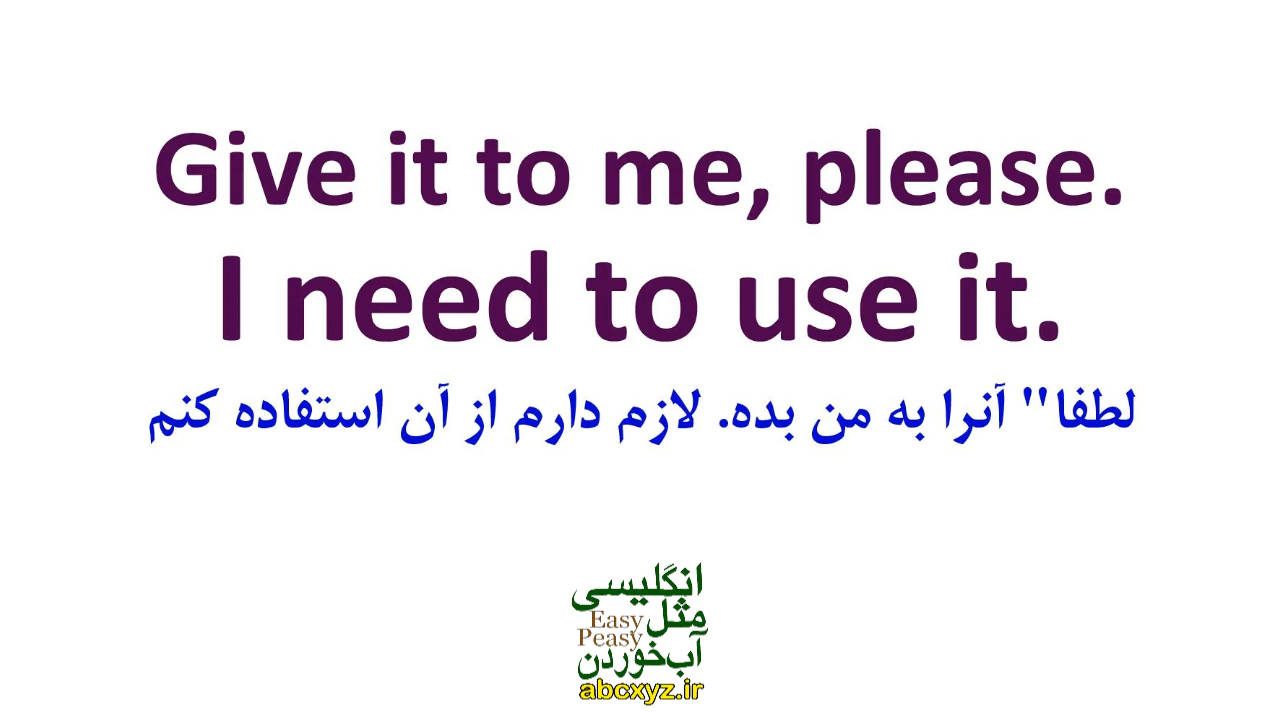 Give it to me, please.
I need to use it.
لطفا" آنرا به من بده. لازم دارم از آن استفاده کنم
انگلیسی
مثل
Easy
Peasy
آب‌خوردن
abcxyz.ir